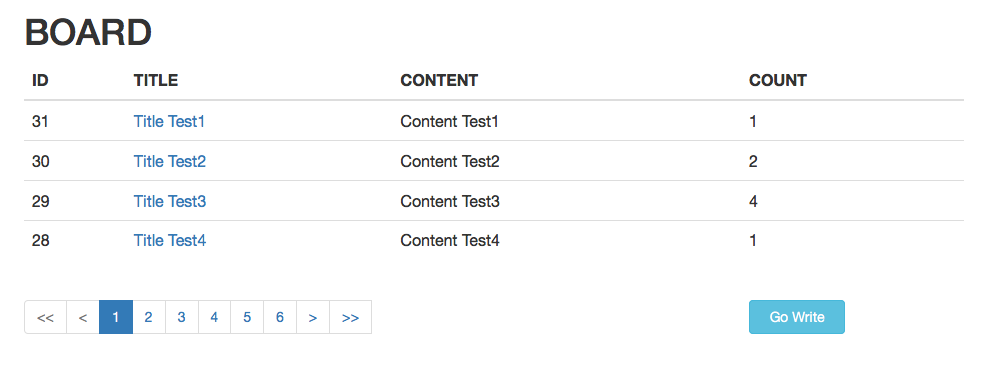 BOARD
ID TITLE CONTENT COUNT
31 Title Test1 Content Test1 1
30 Title Test2 Content Test2 2
29 Title Test3 Content Test3 4
28 Title Test4 Content Test4 1
<< < 1 2 3 4 5 6 > >> Go Write